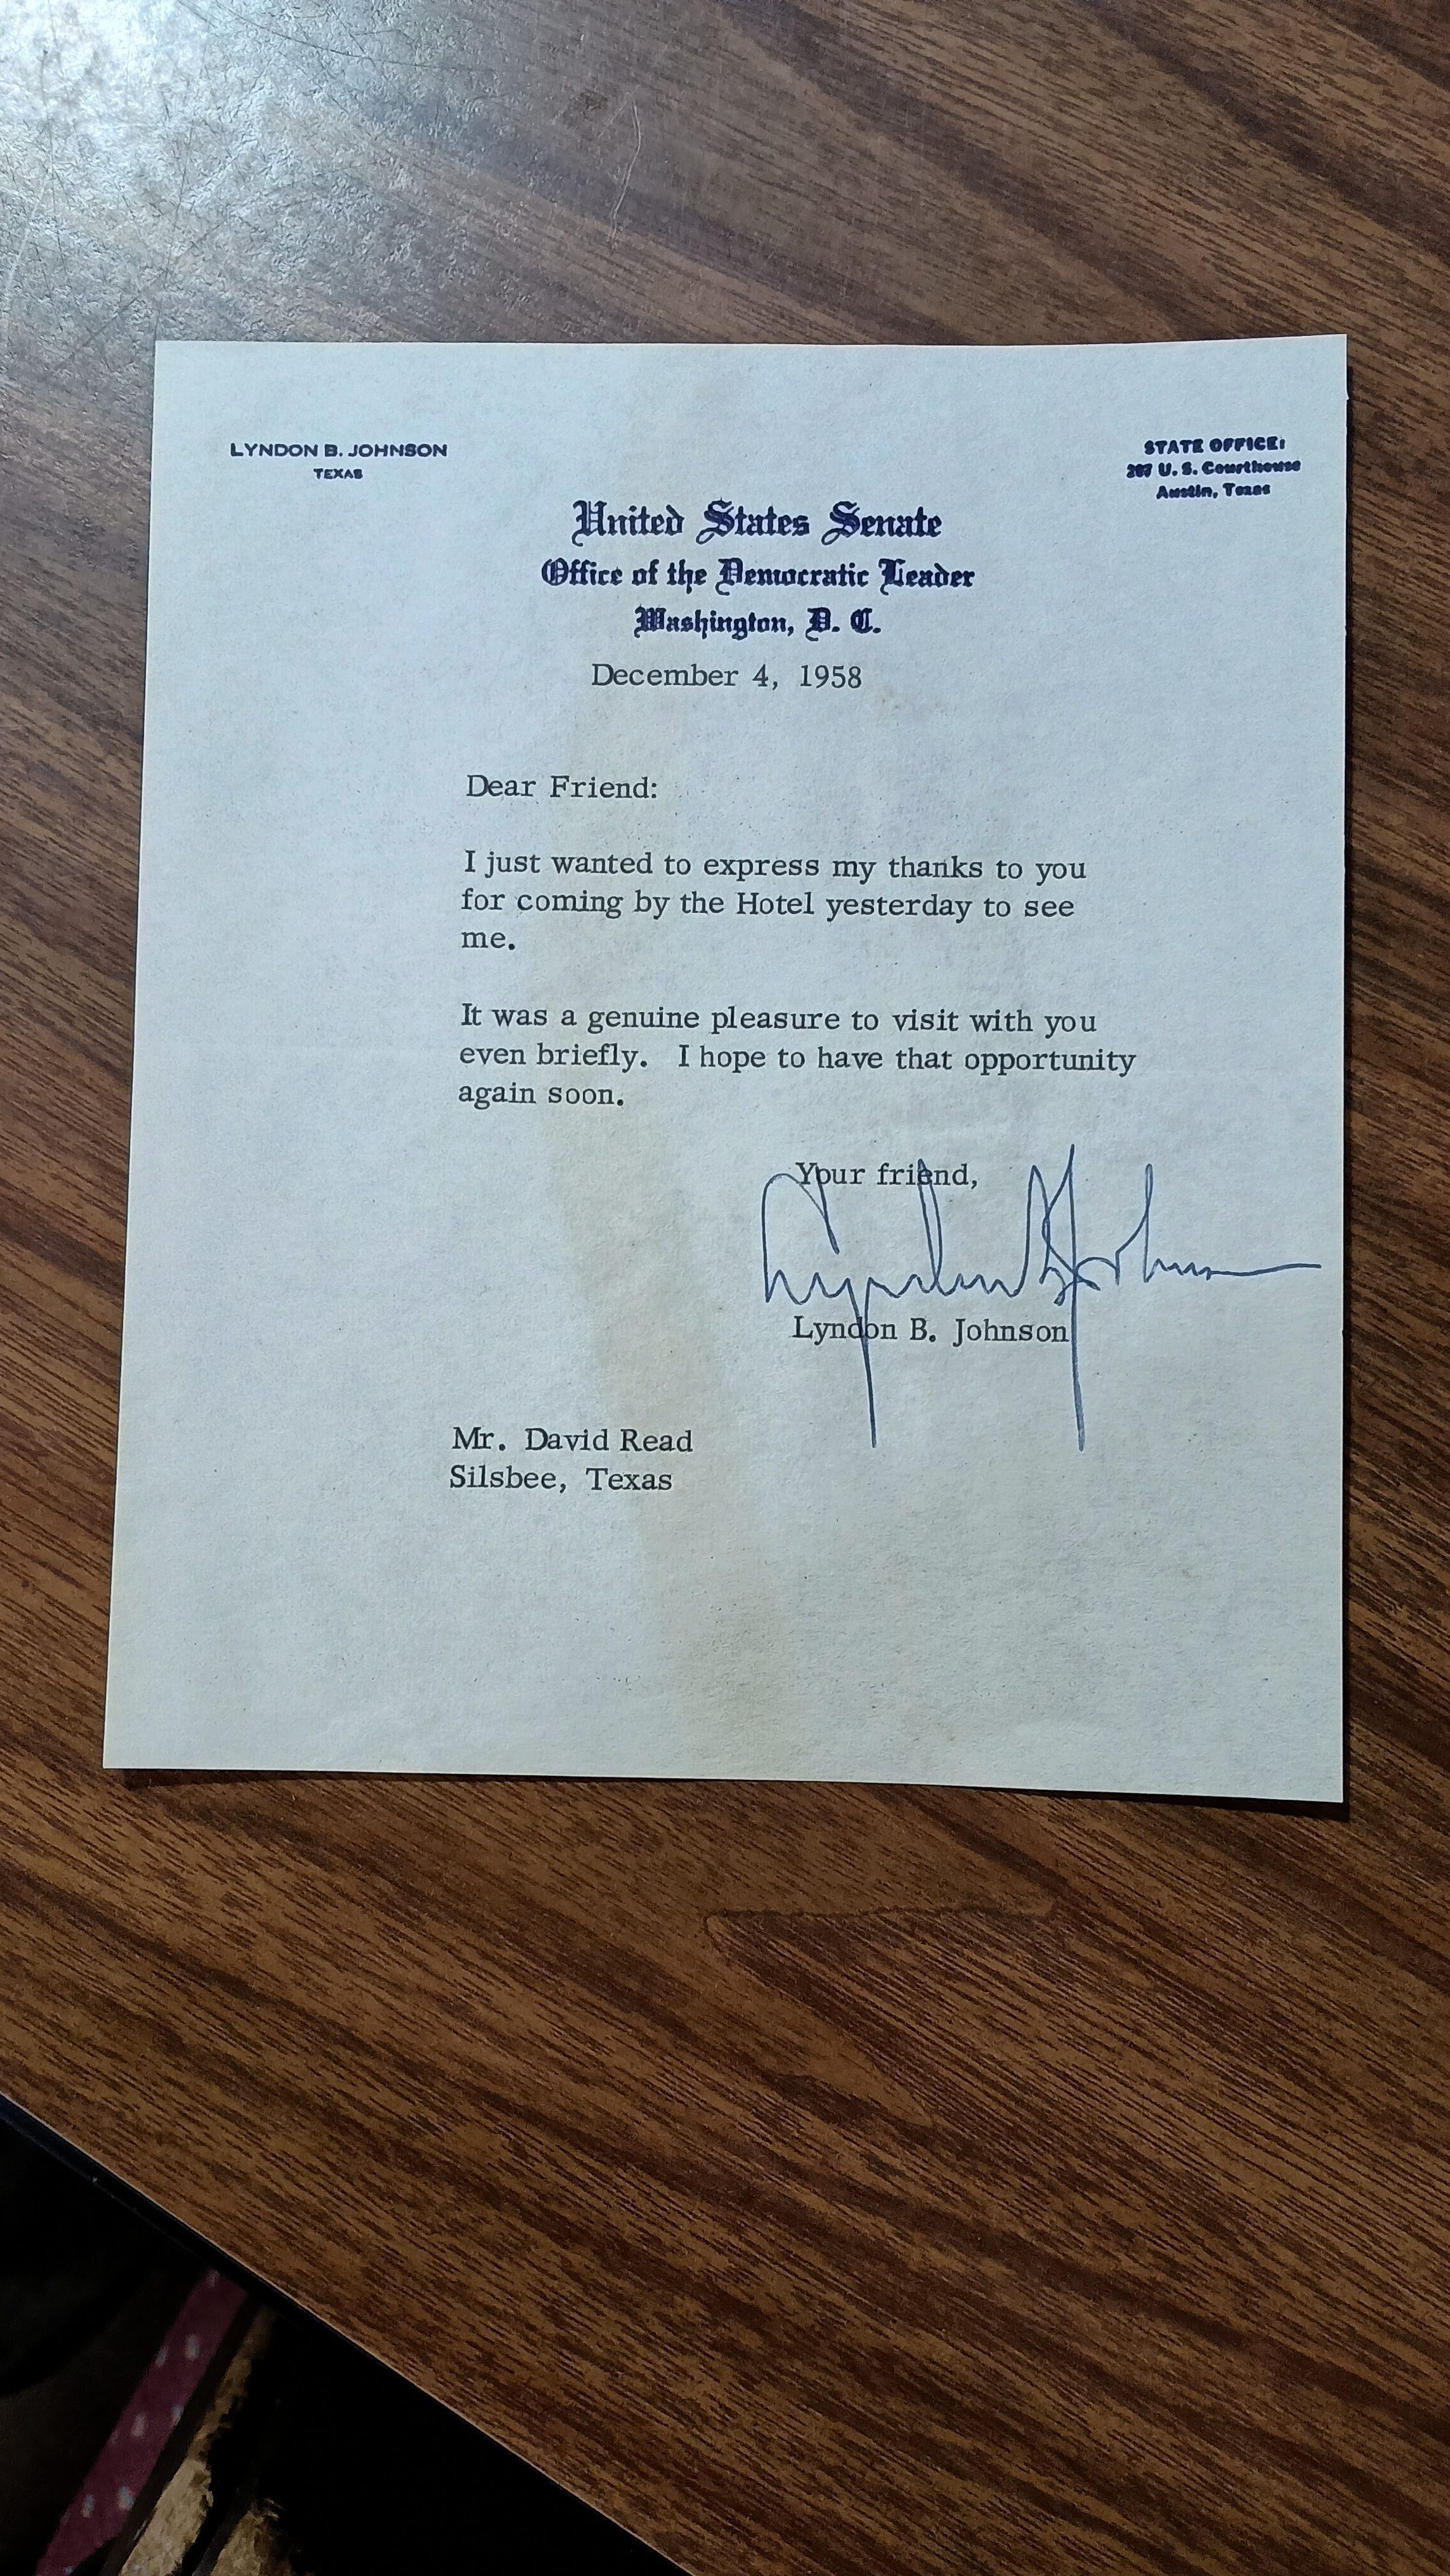 LYNDON B. JOHNSON
TEXAS
STATE OFFICE:
U. S. Courthouse
Austin, Texas
United States Senate
Office of the Democratic Leader
Washington, D. C.
December 4, 1958
Dear Friend:
I just wanted to express my thanks to you
for coming by the Hotel yesterday to see
me.
It was a genuine pleasure to visit with you
even briefly. I hope to have that opportunity
again soon.
Your friend,
Lyndon B Johnson
Lyndon B. Johnson
Mr. David Read
Silsbee, Texas